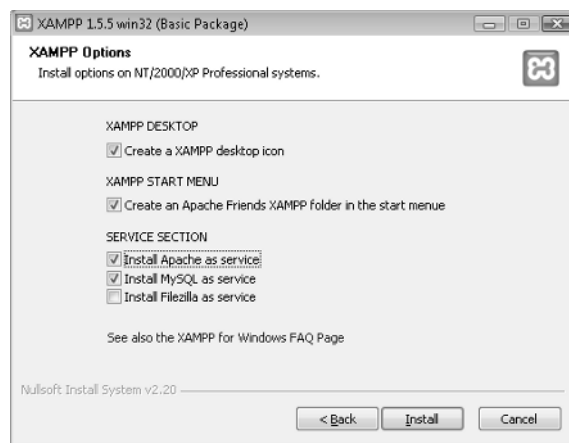 XAMPP 1.5.5 win32 (Basic Package)
XAMPP Options
Install options on NT/2000/XP Professional systems.
XAMPP DESKTOP
Create a XAMPP desktop icon
XAMPP START MENU
Create an Apache Friends XAMPP folder in the start menue
SERVICE SECTION
Install Apache as service
Install MySQL as service
Install Filezilla as service
See also the XAMPP for Windows FAQ Page
Nullsoft Install System v2.20
< Back Install Cancel